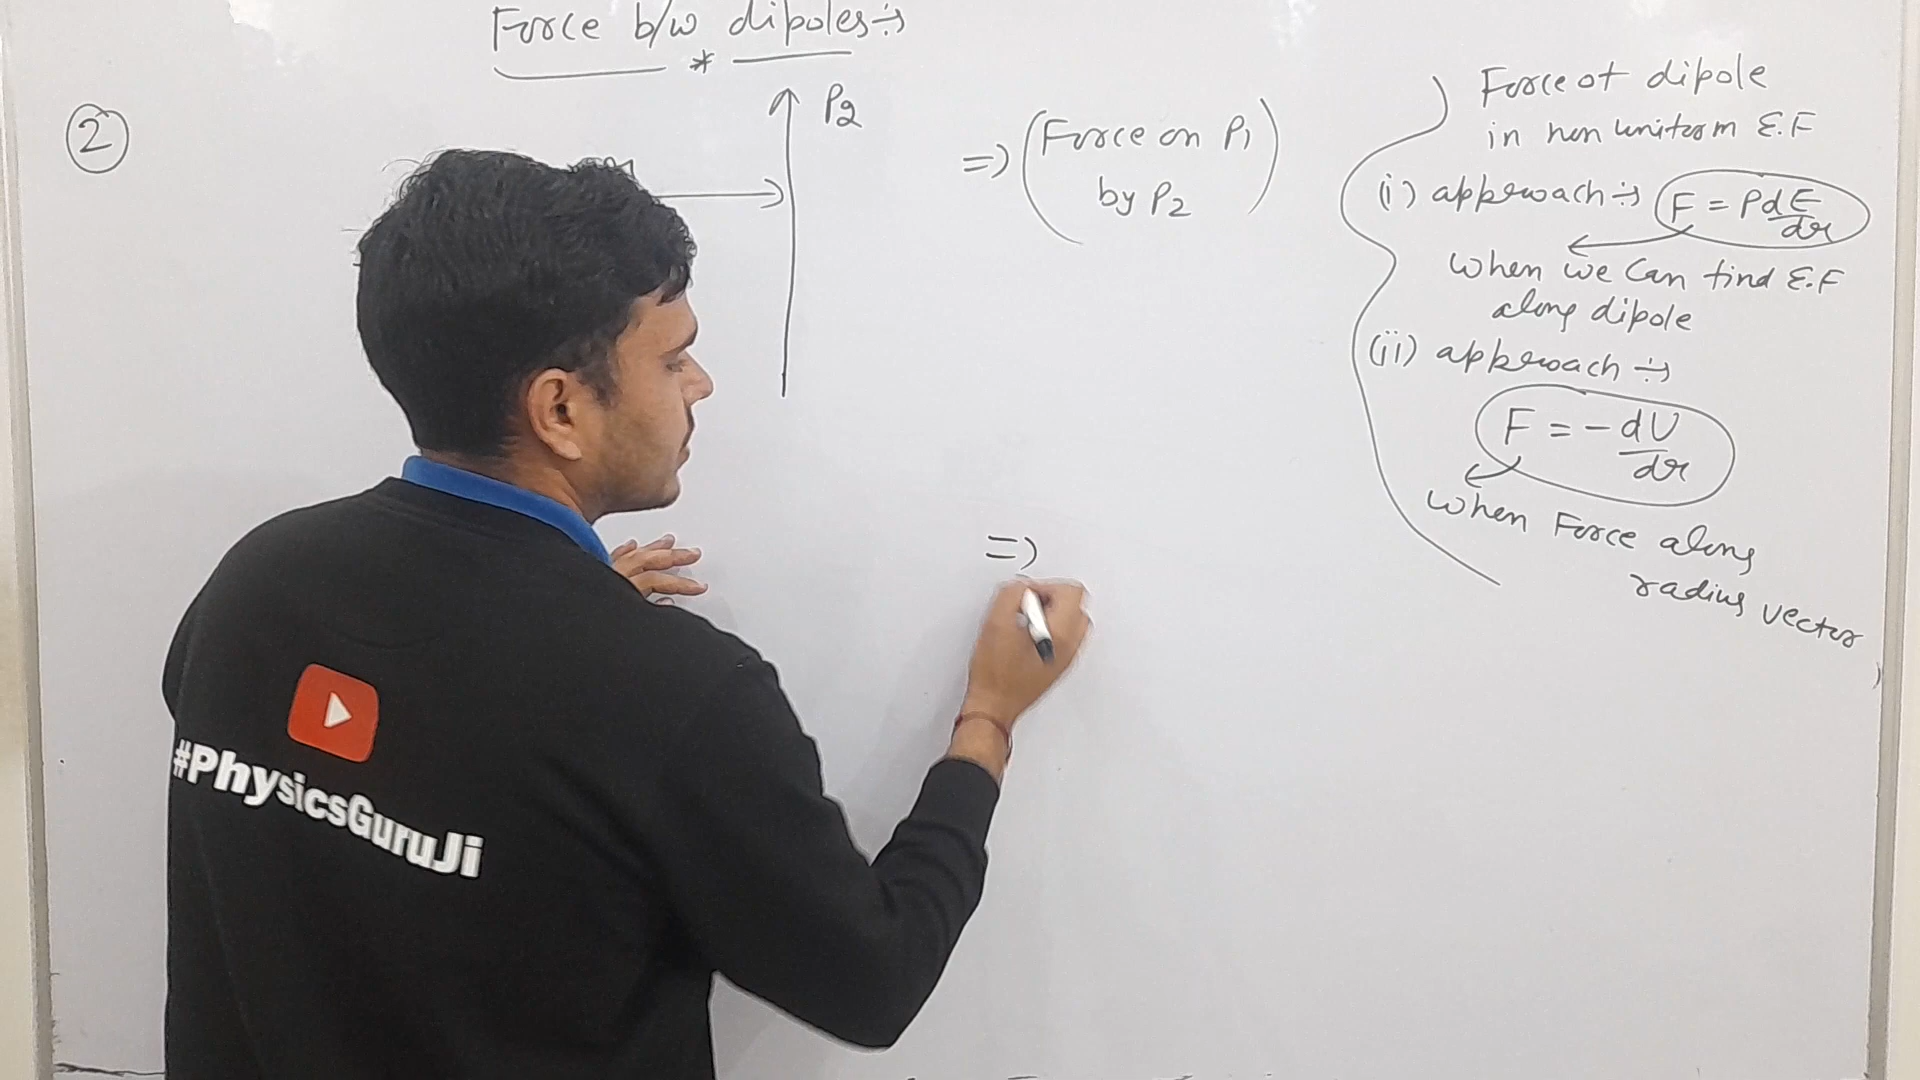 Force b/w dipoles:-
*
2
P2
=> (Force on P1
by P2)
=>
Force of dipole
in non uniform E.F
(i) approach:- F = PdE/dr
When we can find E.F
along dipole
(ii) approach:-
F = -dU/dr
When Force along
radius vector
#PhysicsGuruJi